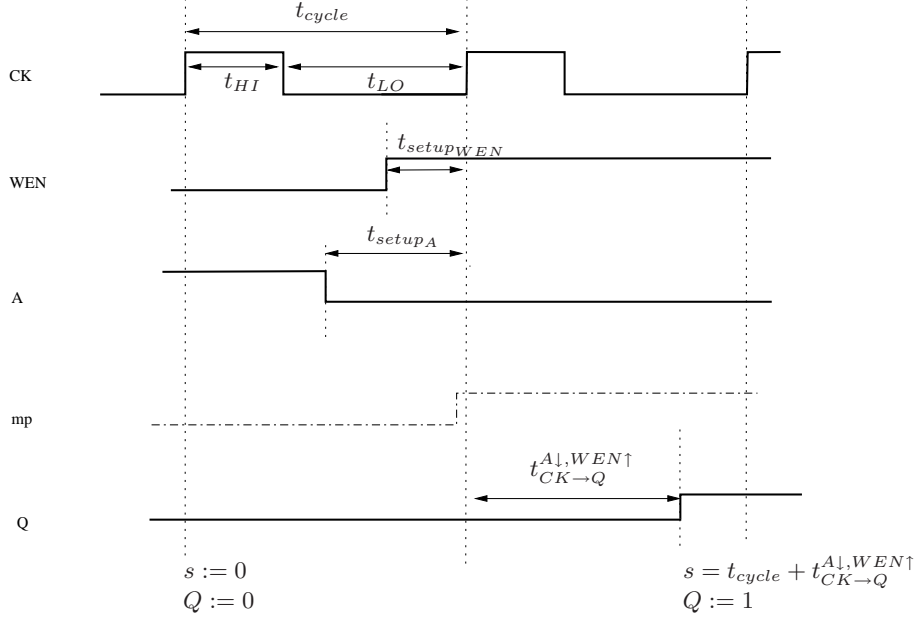 t_{cycle}
CK
t_{HI}
t_{LO}
t_{setup_{WEN}}
WEN
t_{setup_A}
A
mp
t_{CK→Q}^{A↓,WEN↑}
Q
s := 0
Q := 0
s = t_{cycle} + t_{CK→Q}^{A↓,WEN↑}
Q := 1